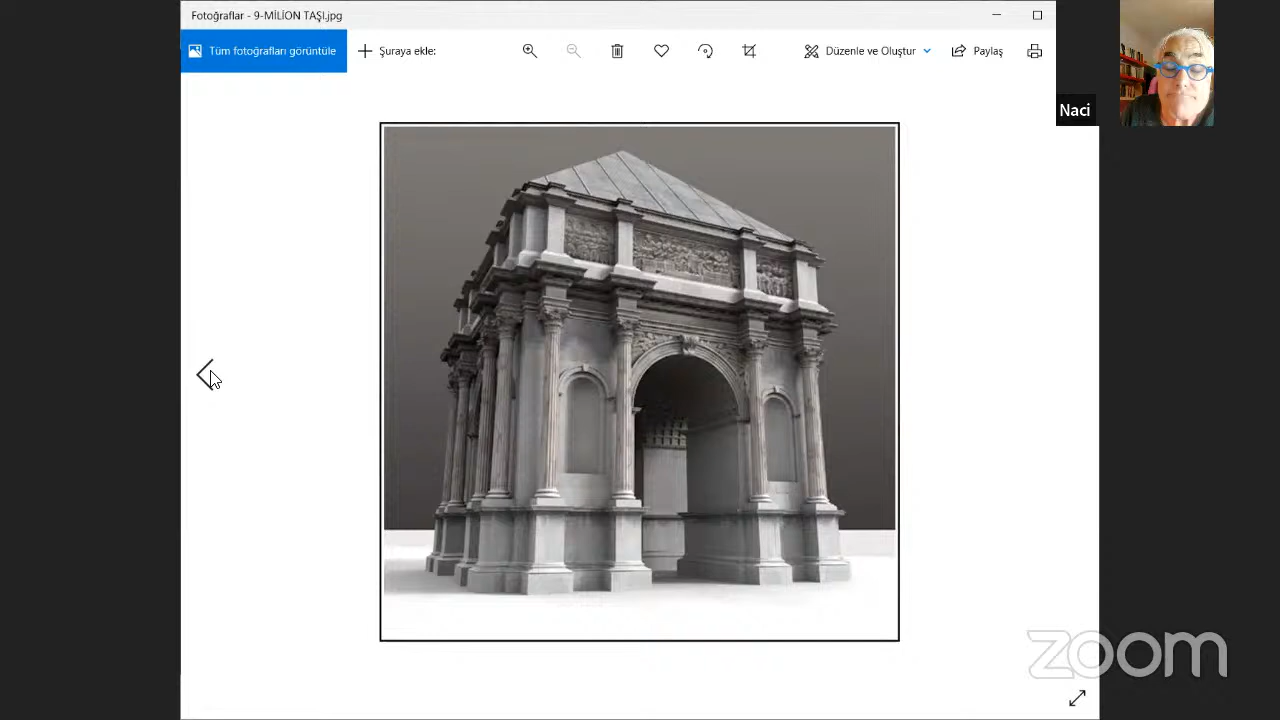 Fotoğraflar - 9-MİLİON TAŞI.jpg
Tüm fotoğrafları görüntüle
Şuraya ekle:
Düzenle ve Oluştur
Paylaş
Naci
zoom